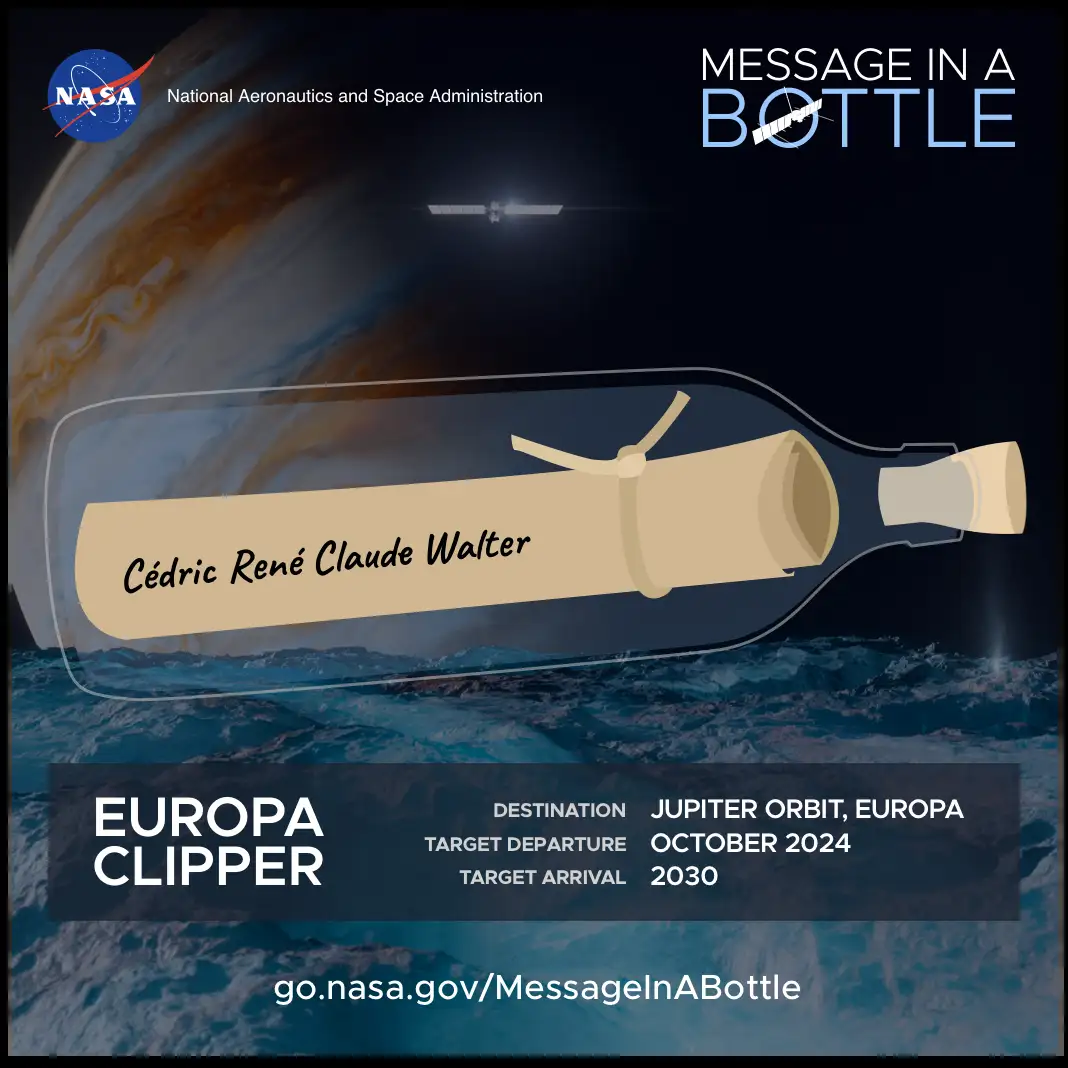 NASA
National Aeronautics and Space Administration
MESSAGE IN A
BOTTLE
Cédric René Claude Walter
EUROPA
CLIPPER
DESTINATION JUPITER ORBIT, EUROPA
TARGET DEPARTURE OCTOBER 2024
TARGET ARRIVAL 2030
go.nasa.gov/MessageInABottle